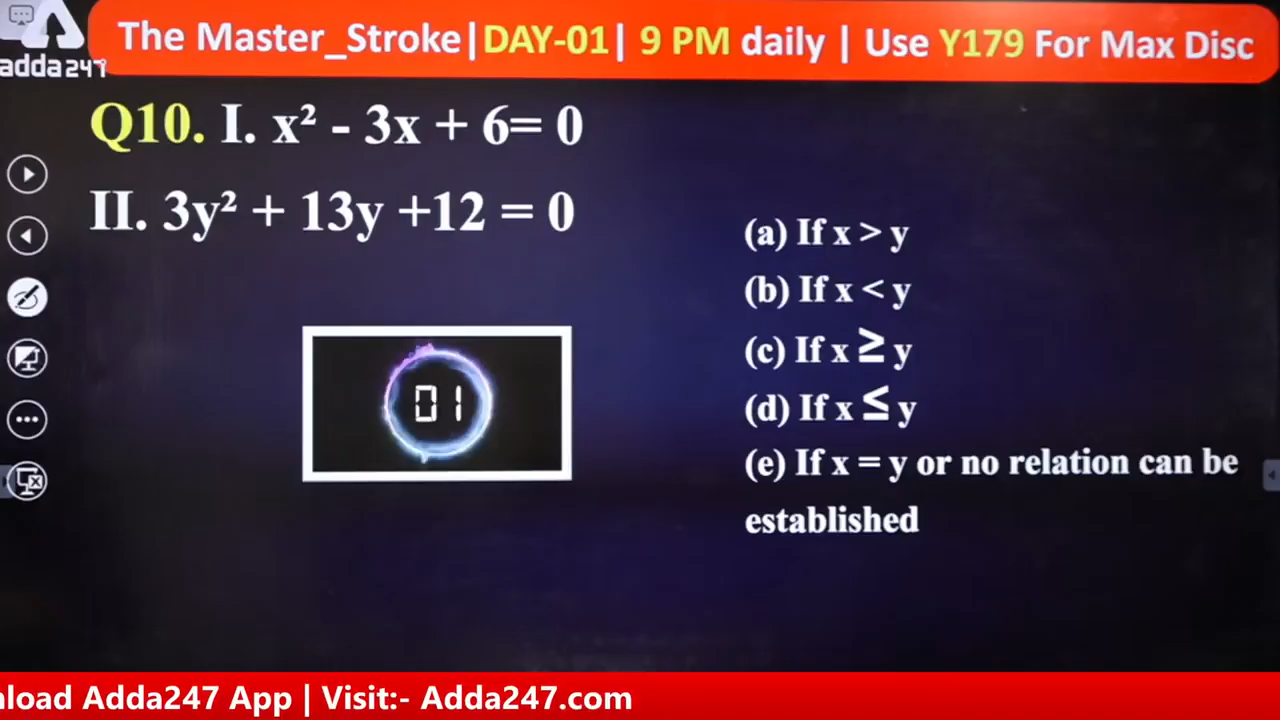 The Master_Stroke|DAY-01| 9 PM daily | Use Y179 For Max Disc
adda247
Q10. I. x² - 3x + 6= 0
II. 3y² + 13y +12 = 0
(a) If x > y
(b) If x < y
(c) If x ≥ y
(d) If x ≤ y
(e) If x = y or no relation can be
established
01
nload Adda247 App | Visit:- Adda247.com